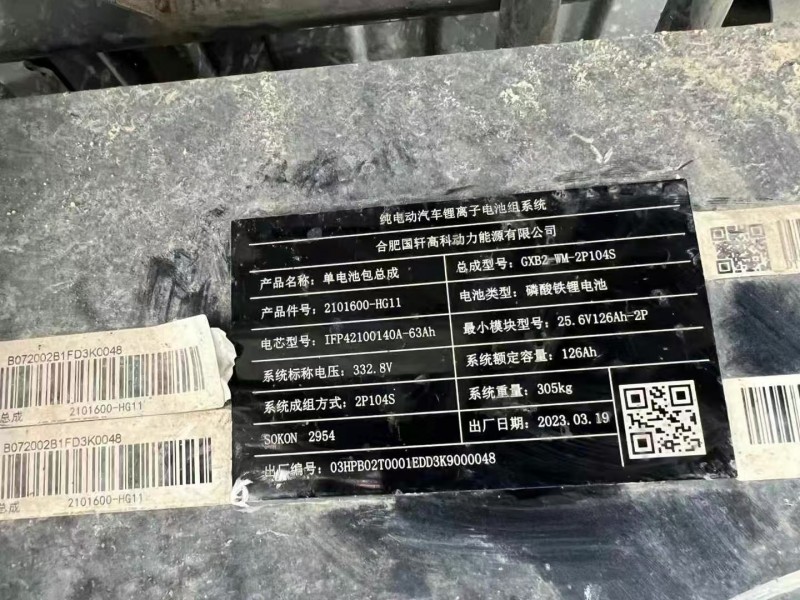 纯电动汽车锂离子电池组系统
合肥国轩高科动力能源有限公司
产品名称：单电池包总成
总成型号：GXB2-WM-2P104S
产品件号：2101600-HG11
电池类型：磷酸铁锂电池
电芯型号：IFP42100140A-63Ah
最小模块型号：25.6V126Ah-2P
系统标称电压：332.8V
系统额定容量：126Ah
系统成组方式：2P104S
系统重量：305kg
SOKON 2954
出厂日期：2023.03.19
出厂编号：03HPB02T0001EDD3K9000048
B072002B1FD3K0048
总成
2101600-HG11
B072002B1FD3K0048
总成
2101600-HG11